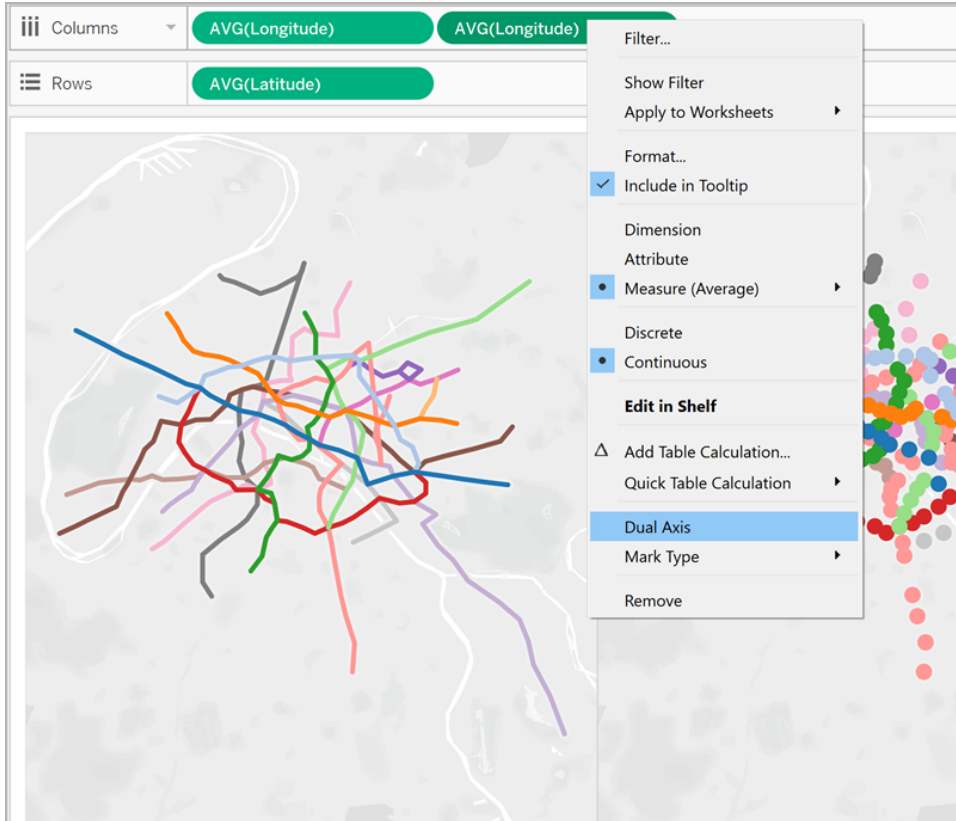 Columns
AVG(Longitude)
AVG(Longitude)
Rows
AVG(Latitude)
Filter...
Show Filter
Apply to Worksheets
Format...
Include in Tooltip
Dimension
Attribute
Measure (Average)
Discrete
Continuous
Edit in Shelf
Add Table Calculation...
Quick Table Calculation
Dual Axis
Mark Type
Remove